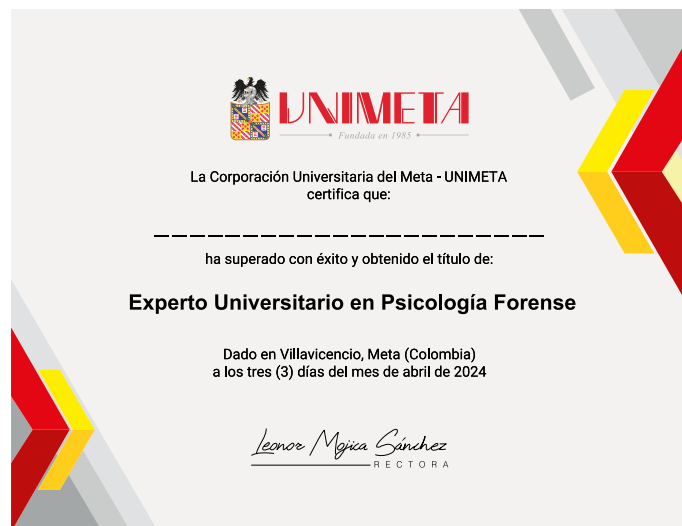 UNIMETA
Fundada en 1985
La Corporación Universitaria del Meta - UNIMETA
certifica que:
ha superado con éxito y obtenido el título de:
Experto Universitario en Psicología Forense
Dado en Villavicencio, Meta (Colombia)
a los tres (3) días del mes de abril de 2024
Leonor Mojica Sánchez
RECTORA